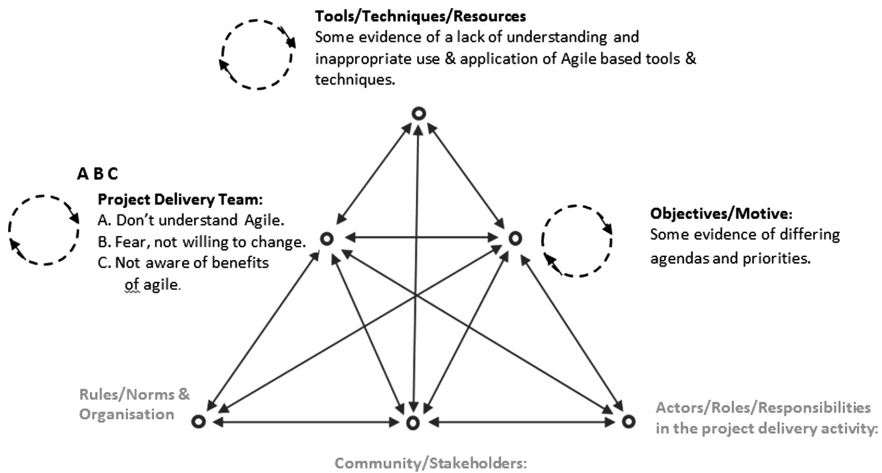 Tools/Techniques/Resources
Some evidence of a lack of understanding and
inappropriate use & application of Agile based tools &
techniques.
A B C
Project Delivery Team:
A. Don't understand Agile.
B. Fear, not willing to change.
C. Not aware of benefits
of agile.
Objectives/Motive:
Some evidence of differing
agendas and priorities.
Rules/Norms &
Organisation
Actors/Roles/Responsibilities
in the project delivery activity:
Community/Stakeholders: